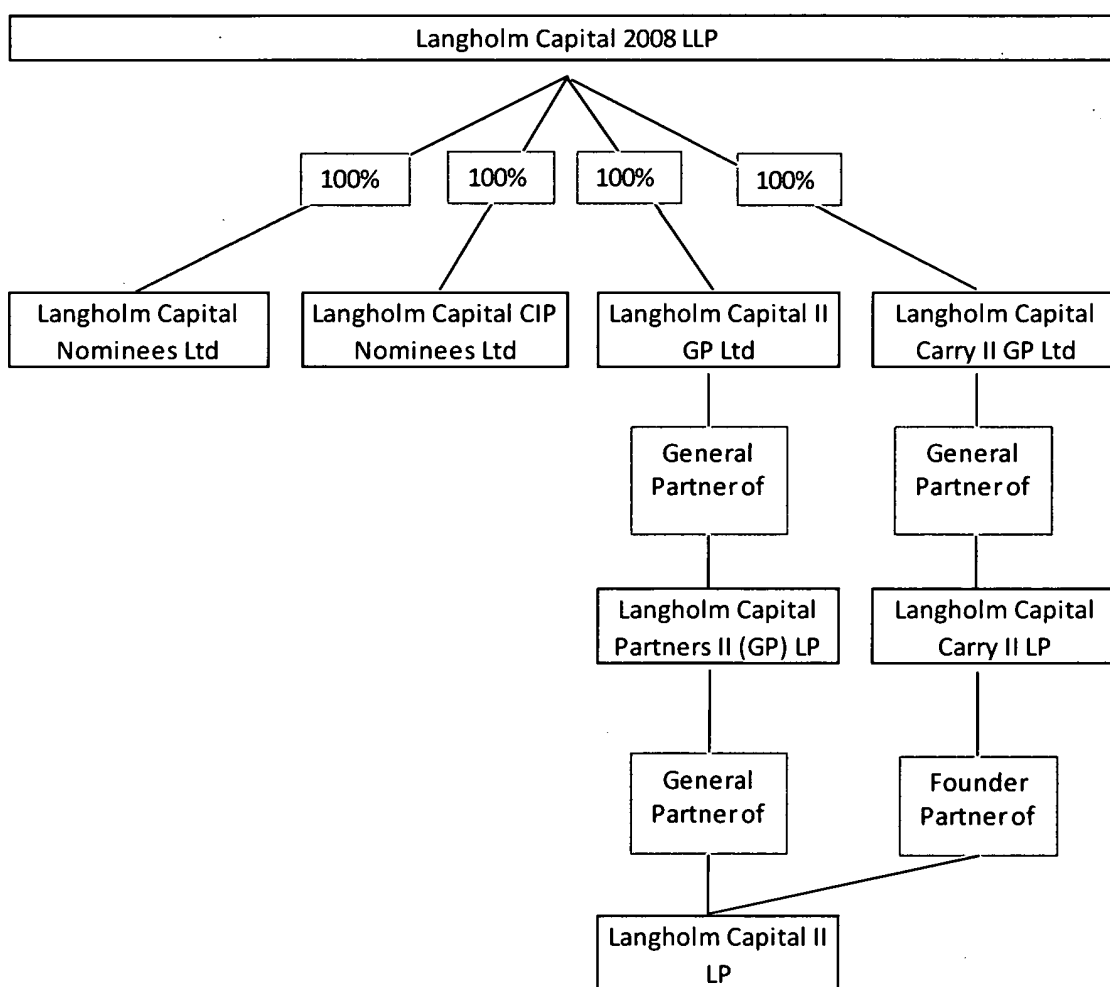 Langholm Capital 2008 LLP
100%
100%
100%
100%
Langholm Capital
Nominees Ltd
Langholm Capital CIP
Nominees Ltd
Langholm Capital II
GP Ltd
Langholm Capital
Carry II GP Ltd
General
Partner of
General
Partner of
Langholm Capital
Partners II (GP) LP
Langholm Capital
Carry II LP
General
Partner of
Founder
Partner of
Langholm Capital II
LP